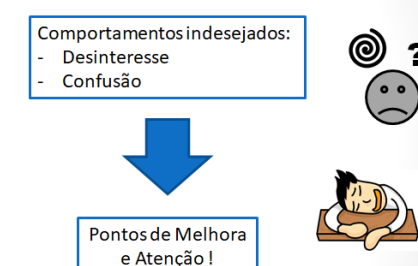 Comportamentos indesejados:
- Desinteresse
- Confusão
?
Pontos de Melhora
e Atenção !